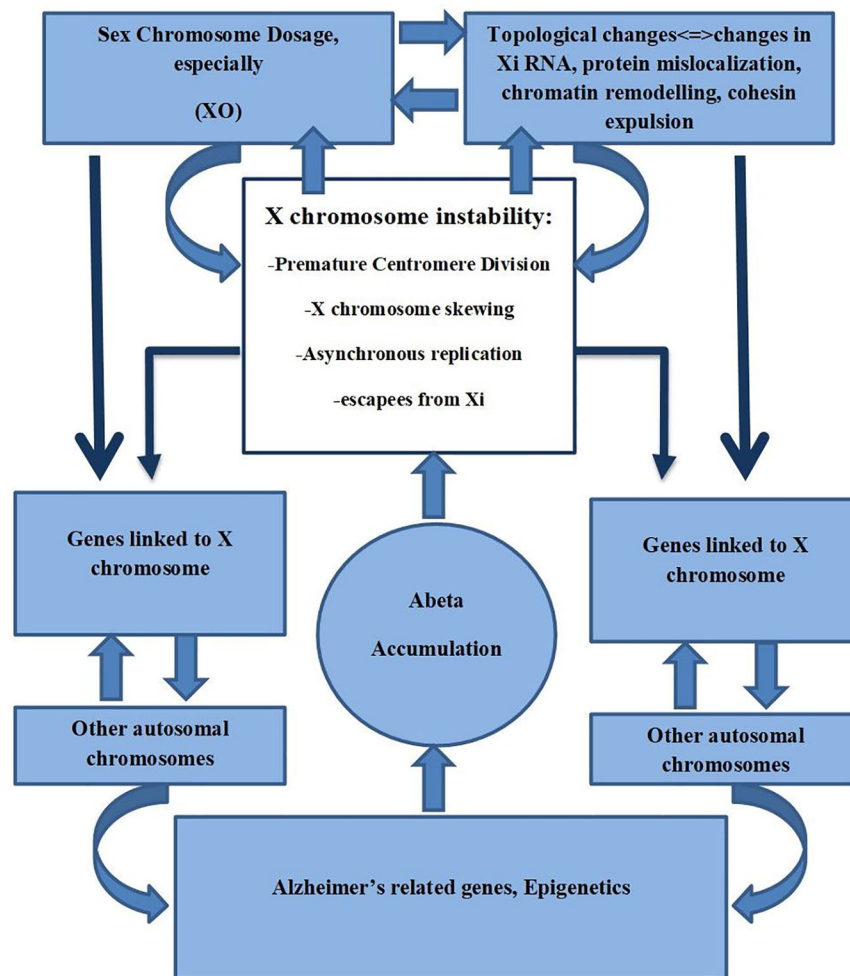 Sex Chromosome Dosage,
especially
(XO)
Topological changes<=>changes in
Xi RNA, protein mislocalization,
chromatin remodelling, cohesin
expulsion
X chromosome instability:
-Premature Centromere Division
-X chromosome skewing
-Asynchronous replication
-escapees from Xi
Genes linked to X
chromosome
Abeta
Accumulation
Genes linked to X
chromosome
Other autosomal
chromosomes
Other autosomal
chromosomes
Alzheimer’s related genes, Epigenetics